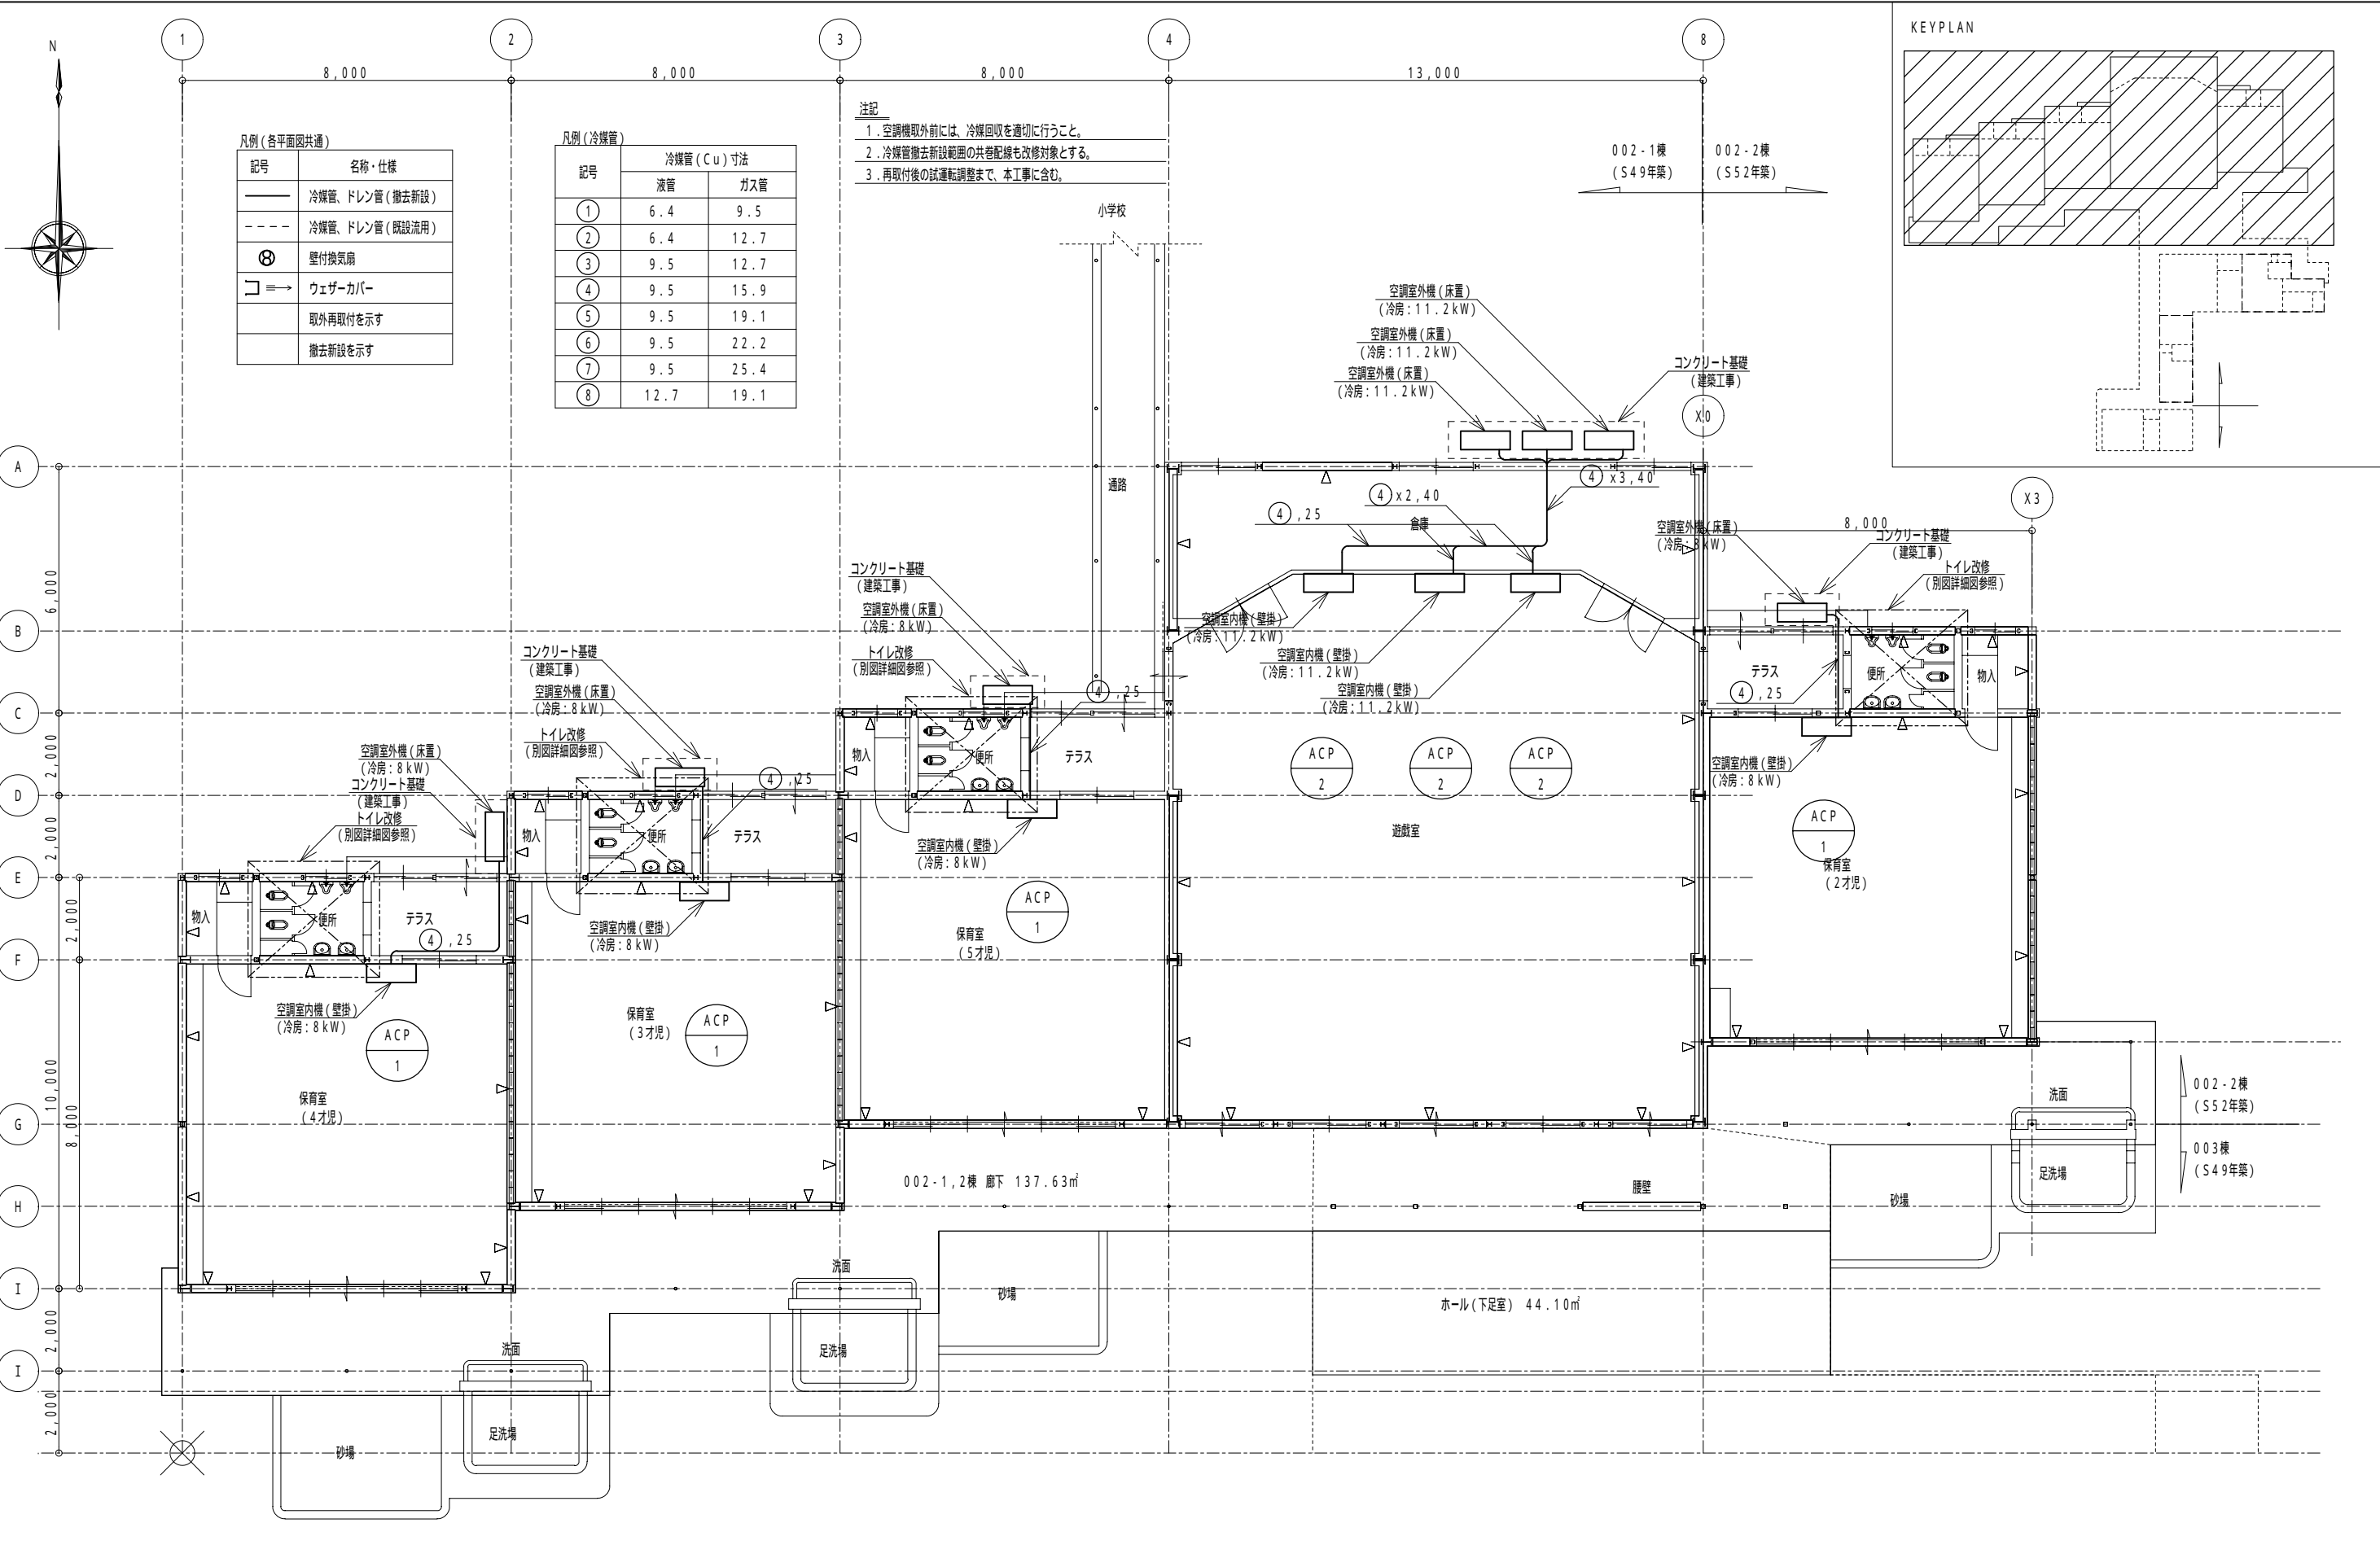 N
1
2
3
4
8
8,000
8,000
8,000
13,000
KEYPLAN
凡例(各平面図共通)
記号
名称・仕様
冷媒管、ドレン管(撤去新設)
冷媒管、ドレン管(既設流用)
壁付換気扇
ウェザーカバー
取外再取付を示す
撤去新設を示す
凡例(冷媒管)
記号
冷媒管(Cu)寸法
液管
ガス管
1 6.4 9.5
2 6.4 12.7
3 9.5 12.7
4 9.5 15.9
5 9.5 19.1
6 9.5 22.2
7 9.5 25.4
8 12.7 19.1
注記
1.空調機取外前には、冷媒回収を適切に行うこと。
2.冷媒管撤去新設範囲の共巻配線も改修対象とする。
3.再取付後の試運転調整まで、本工事に含む。
002-1棟
(S49年築)
002-2棟
(S52年築)
小学校
通路
空調室外機(床置)
(冷房:11.2kW)
空調室外機(床置)
(冷房:11.2kW)
空調室外機(床置)
(冷房:11.2kW)
コンクリート基礎
(建築工事)
X0
X3
8,000
A
B
C
D
E
F
G
H
I
I
6,000
2,000
2,000
2,000
10,000
8,000
2,000
2,000
4 x3,40
4 x2,40
4 ,25
倉庫
空調室外機(床置)
(冷房:8kW)
コンクリート基礎
(建築工事)
トイレ改修
(別図詳細図参照)
コンクリート基礎
(建築工事)
空調室外機(床置)
(冷房:8kW)
トイレ改修
(別図詳細図参照)
4 ,25
空調室内機(壁掛)
(冷房:11.2kW)
空調室内機(壁掛)
(冷房:11.2kW)
空調室内機(壁掛)
(冷房:11.2kW)
テラス
4 ,25
便所
物入
空調室内機(壁掛)
(冷房:8kW)
コンクリート基礎
(建築工事)
空調室外機(床置)
(冷房:8kW)
トイレ改修
(別図詳細図参照)
4 ,25
物入
便所
テラス
空調室内機(壁掛)
(冷房:8kW)
ACP
2
ACP
2
ACP
2
遊戯室
ACP
1
保育室
(2才児)
空調室外機(床置)
(冷房:8kW)
コンクリート基礎
(建築工事)
トイレ改修
(別図詳細図参照)
物入
便所
テラス
空調室内機(壁掛)
(冷房:8kW)
ACP
1
保育室
(5才児)
物入
便所
テラス
4 ,25
空調室内機(壁掛)
(冷房:8kW)
ACP
1
保育室
(3才児)
ACP
1
保育室
(4才児)
002-2棟
(S52年築)
003棟
(S49年築)
洗面
足洗場
砂場
002-1,2棟 廊下 137.63㎡
腰壁
ホール(下足室) 44.10㎡
洗面
足洗場
砂場
洗面
足洗場
砂場